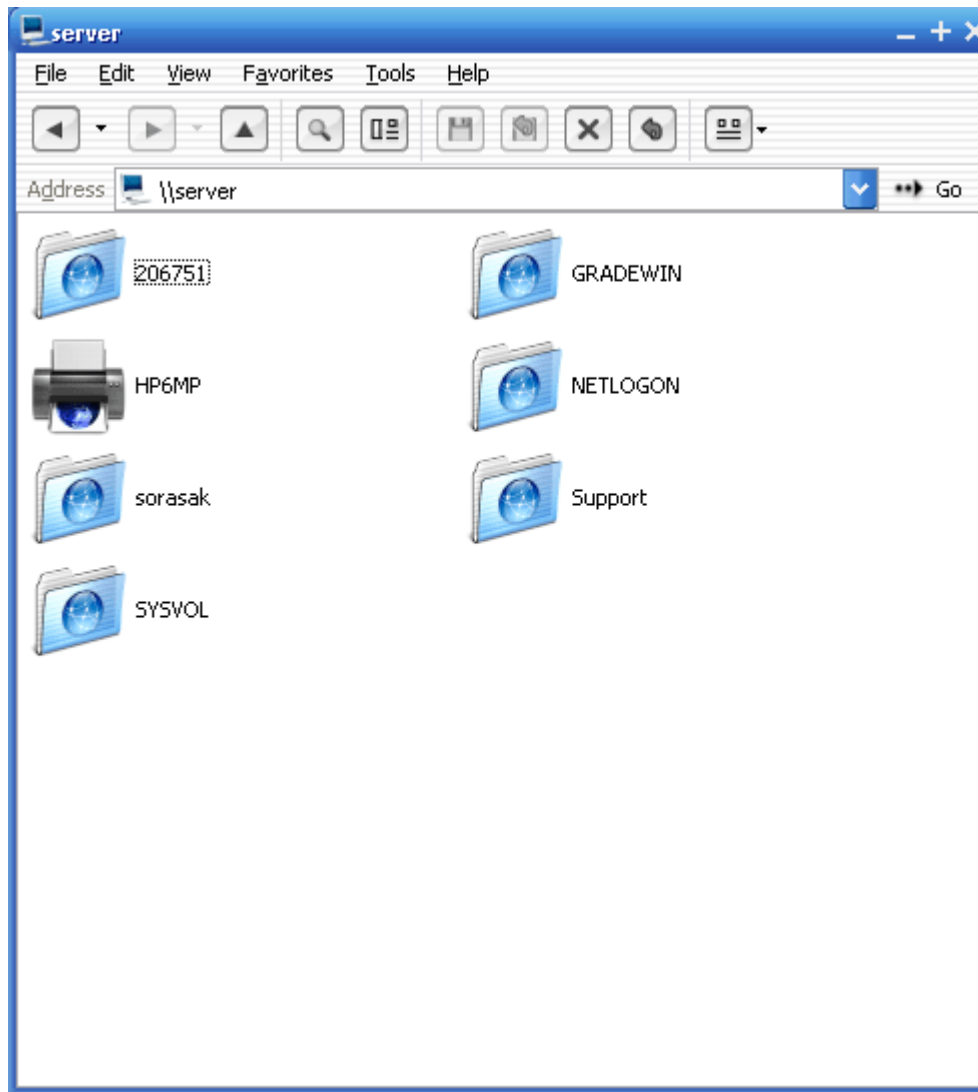 server
File Edit View Favorites Tools Help
Address \\server Go
206751 GRADEWIN
HP6MP NETLOGON
sorasak Support
SYSVOL